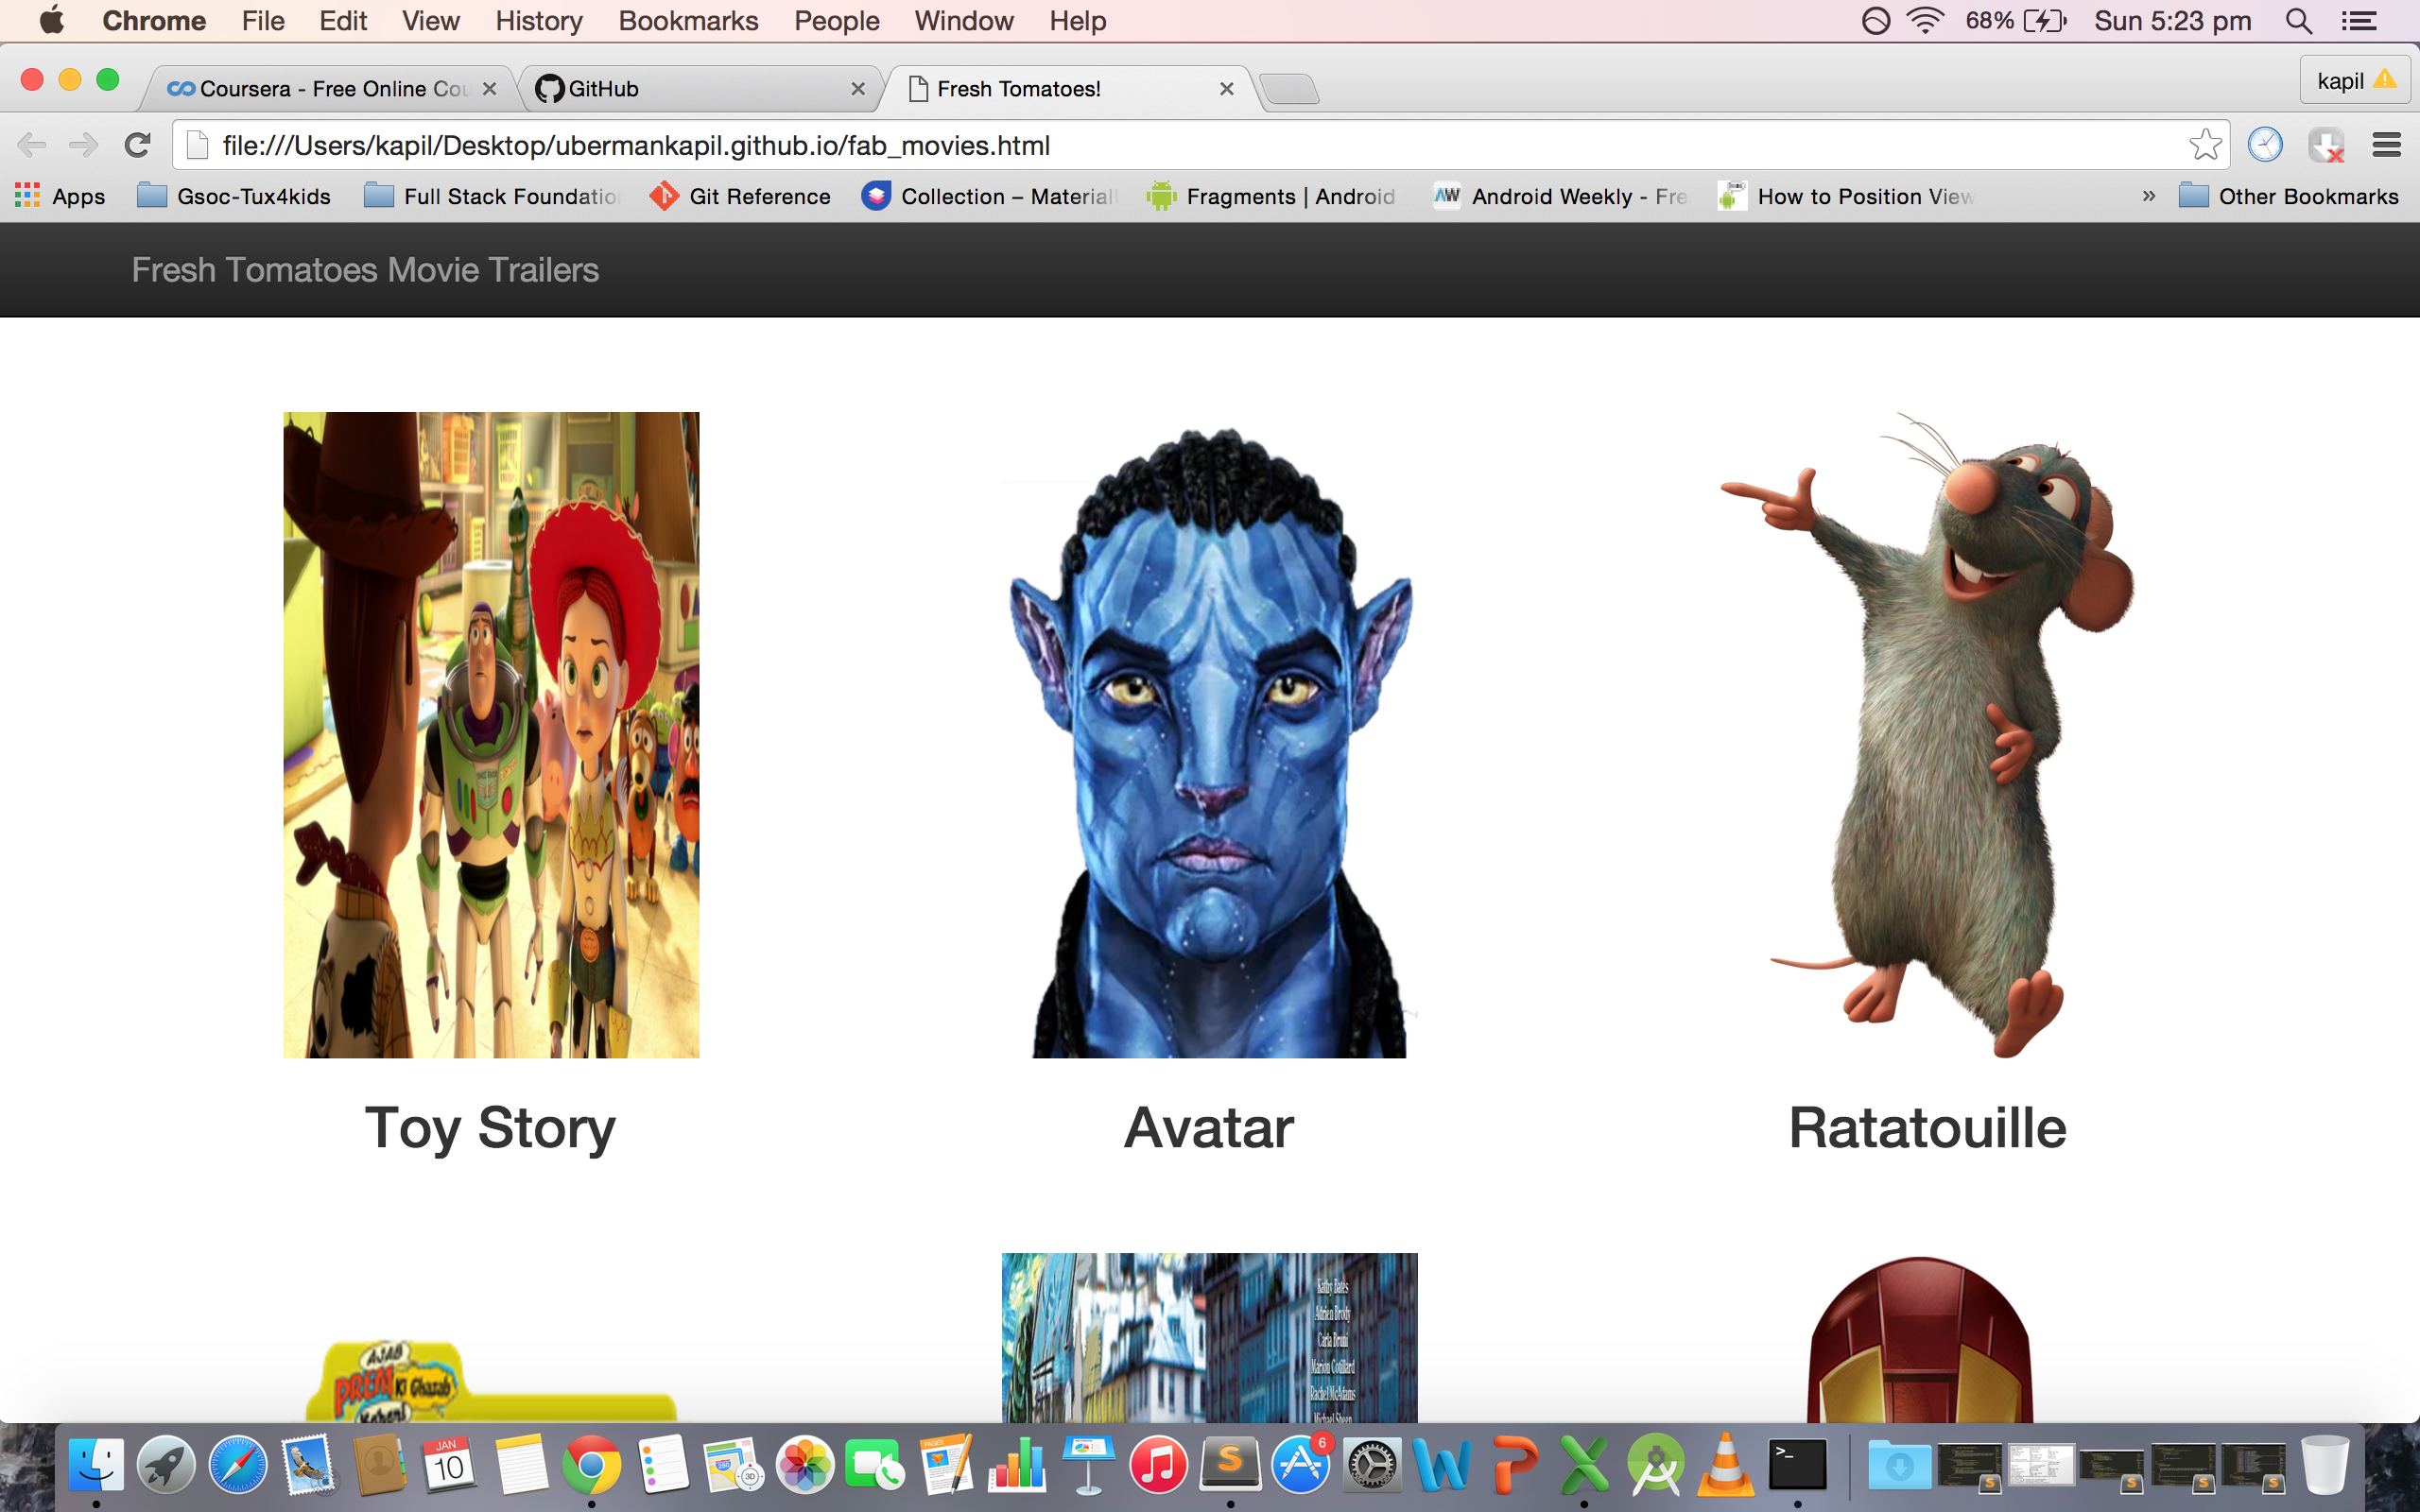 Chrome File Edit View History Bookmarks People Window Help 68% Sun 5:23 pm
Coursera - Free Online Cou GitHub Fresh Tomatoes! kapil
file:///Users/kapil/Desktop/ubermankapil.github.io/fab_movies.html
Apps Gsoc-Tux4kids Full Stack Foundatio Git Reference Collection – Material Fragments | Android AW Android Weekly - Fre How to Position View » Other Bookmarks
Fresh Tomatoes Movie Trailers
Toy Story Avatar Ratatouille
Kathy Bates
Adrien Brody
Carla Bruni
Marion Cotillard
Rachel McAdams
Michael Sheen
AJAB
PREM Ki Ghazab
Kahani
JAN
10
PAGES
3D
S
6
W
P
X
>_